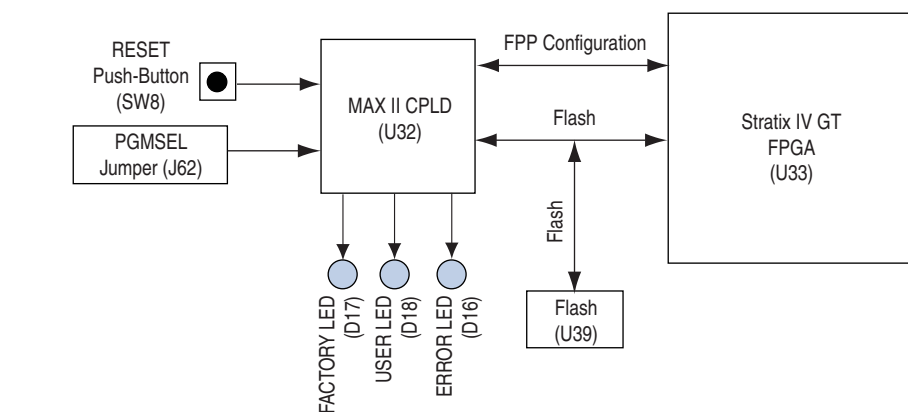 RESET
Push-Button
(SW8)
PGMSEL
Jumper (J62)
MAX II CPLD
(U32)
FPP Configuration
Flash
Stratix IV GT
FPGA
(U33)
Flash
Flash
(U39)
FACTORY LED
(D17)
USER LED
(D18)
ERROR LED
(D16)